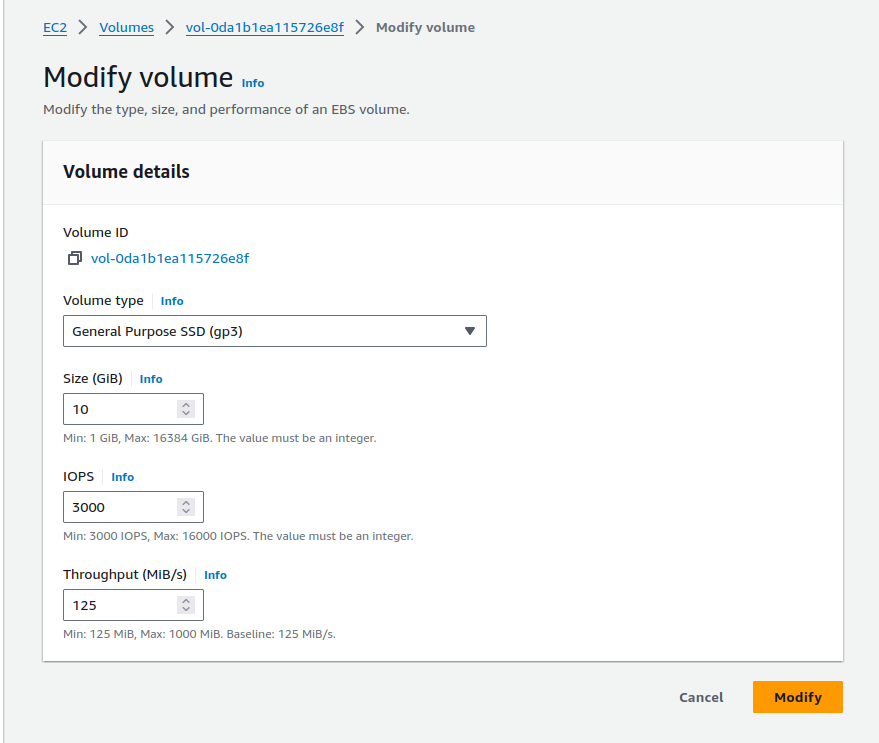 EC2 > Volumes > vol-0da1b1ea115726e8f > Modify volume
Modify volume Info
Modify the type, size, and performance of an EBS volume.
Volume details
Volume ID
vol-0da1b1ea115726e8f
Volume type Info
General Purpose SSD (gp3)
Size (GiB) Info
10
Min: 1 GiB, Max: 16384 GiB. The value must be an integer.
IOPS Info
3000
Min: 3000 IOPS, Max: 16000 IOPS. The value must be an integer.
Throughput (MiB/s) Info
125
Min: 125 MiB, Max: 1000 MiB. Baseline: 125 MiB/s.
Cancel Modify